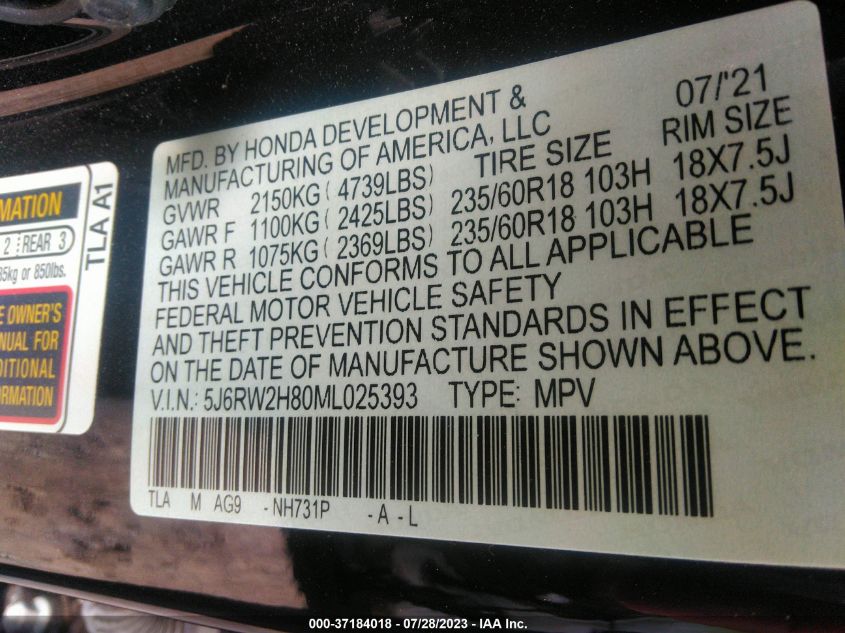 MFD. BY HONDA DEVELOPMENT & 07/'21
MANUFACTURING OF AMERICA, LLC
TIRE SIZE RIM SIZE
GVWR 2150KG (4739LBS)
GAWR F 1100KG (2425LBS) 235/60R18 103H 18X7.5J
GAWR R 1075KG (2369LBS) 235/60R18 103H 18X7.5J
THIS VEHICLE CONFORMS TO ALL APPLICABLE
FEDERAL MOTOR VEHICLE SAFETY
AND THEFT PREVENTION STANDARDS IN EFFECT
ON THE DATE OF MANUFACTURE SHOWN ABOVE.
V.I.N.: 5J6RW2H80ML025393 TYPE: MPV
TLA M AG9 -NH731P -A -L
TLA A1
2 REAR 3
kg or 850lbs.
OWNER'S
FOR
000-37184018 - 07/28/2023 - IAA Inc.